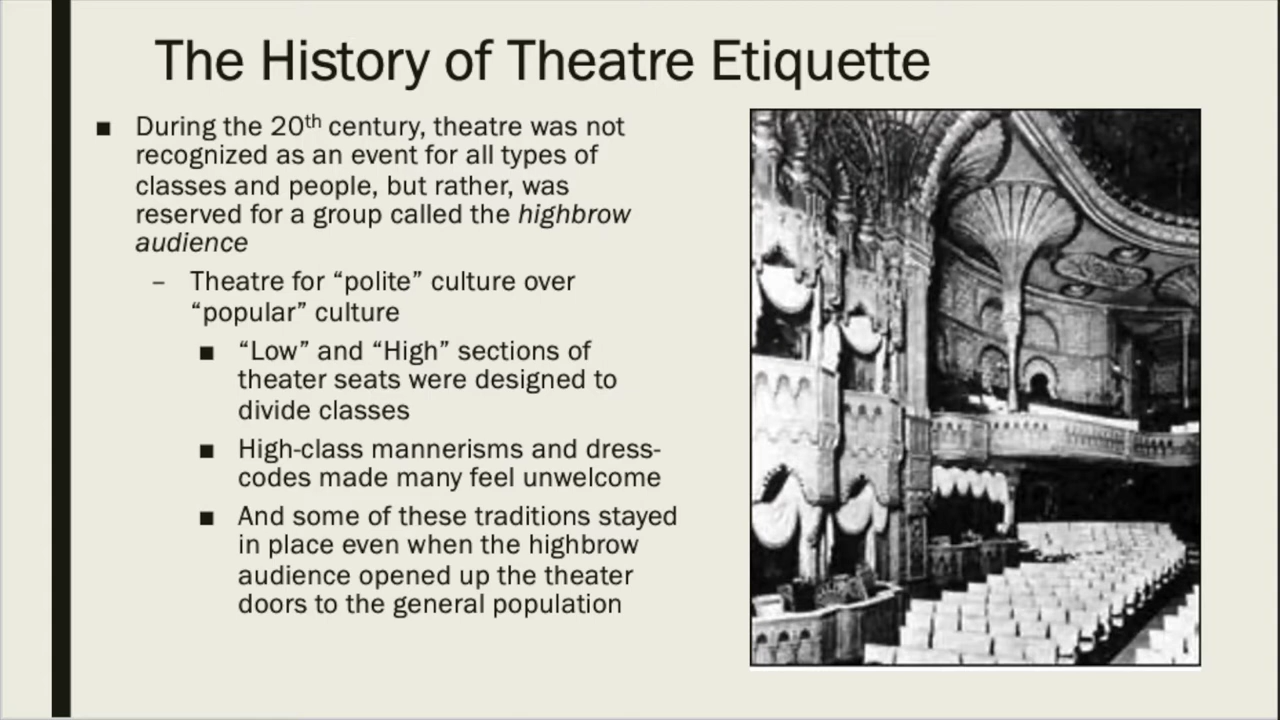 The History of Theatre Etiquette
■ During the 20th century, theatre was not
recognized as an event for all types of
classes and people, but rather, was
reserved for a group called the highbrow
audience
– Theatre for “polite” culture over
“popular” culture
■ “Low” and “High” sections of
theater seats were designed to
divide classes
■ High-class mannerisms and dress-
codes made many feel unwelcome
■ And some of these traditions stayed
in place even when the highbrow
audience opened up the theater
doors to the general population